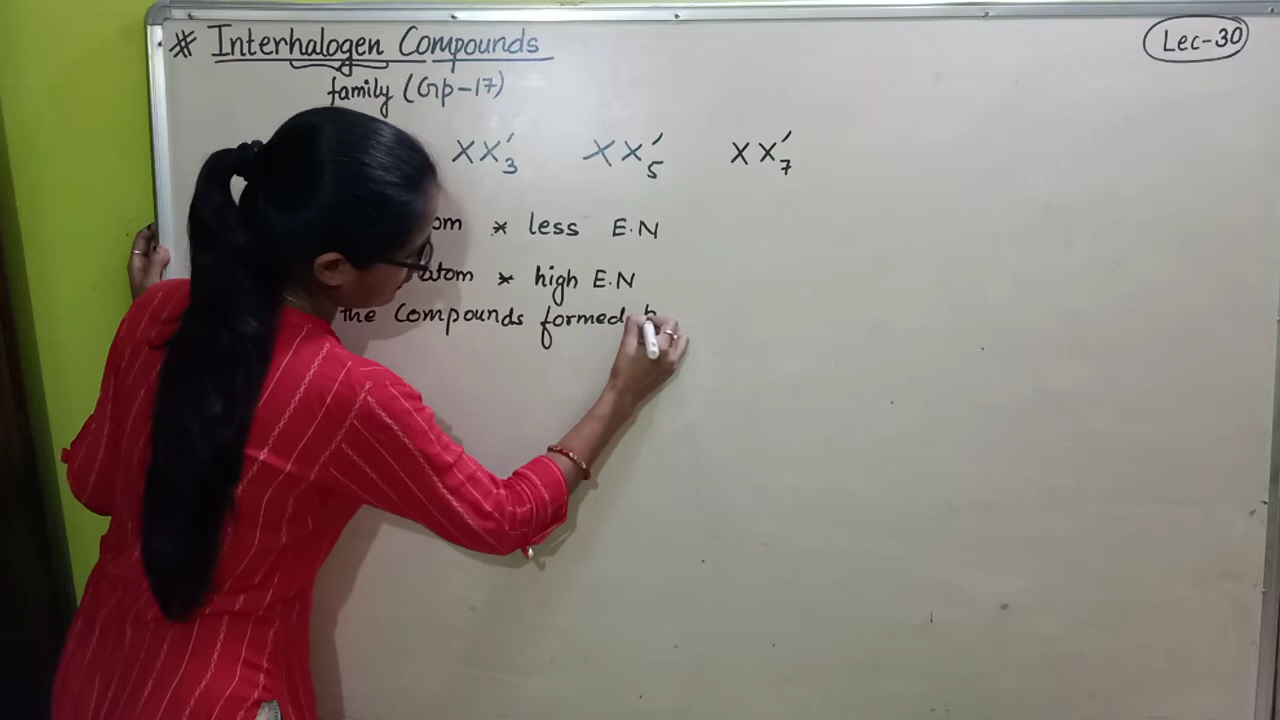 # Interhalogen Compounds
Lec-30
family (Grp-17)
XX'₃ XX'₅ XX'₇
* less E.N
atom * high E.N
the Compounds formed